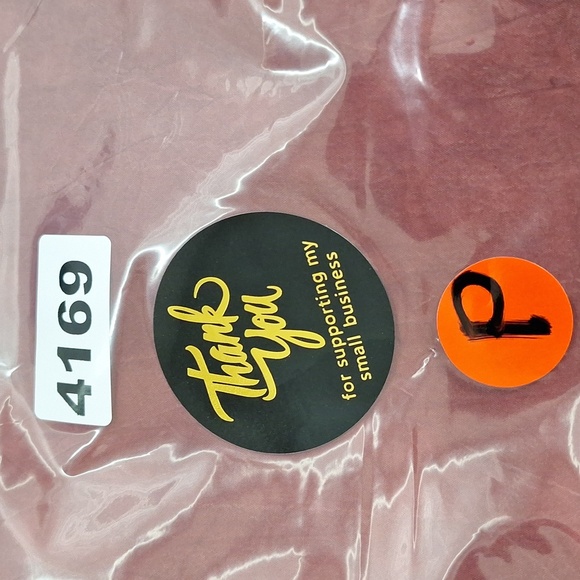 4169
Thank
You
for supporting my
small business
P